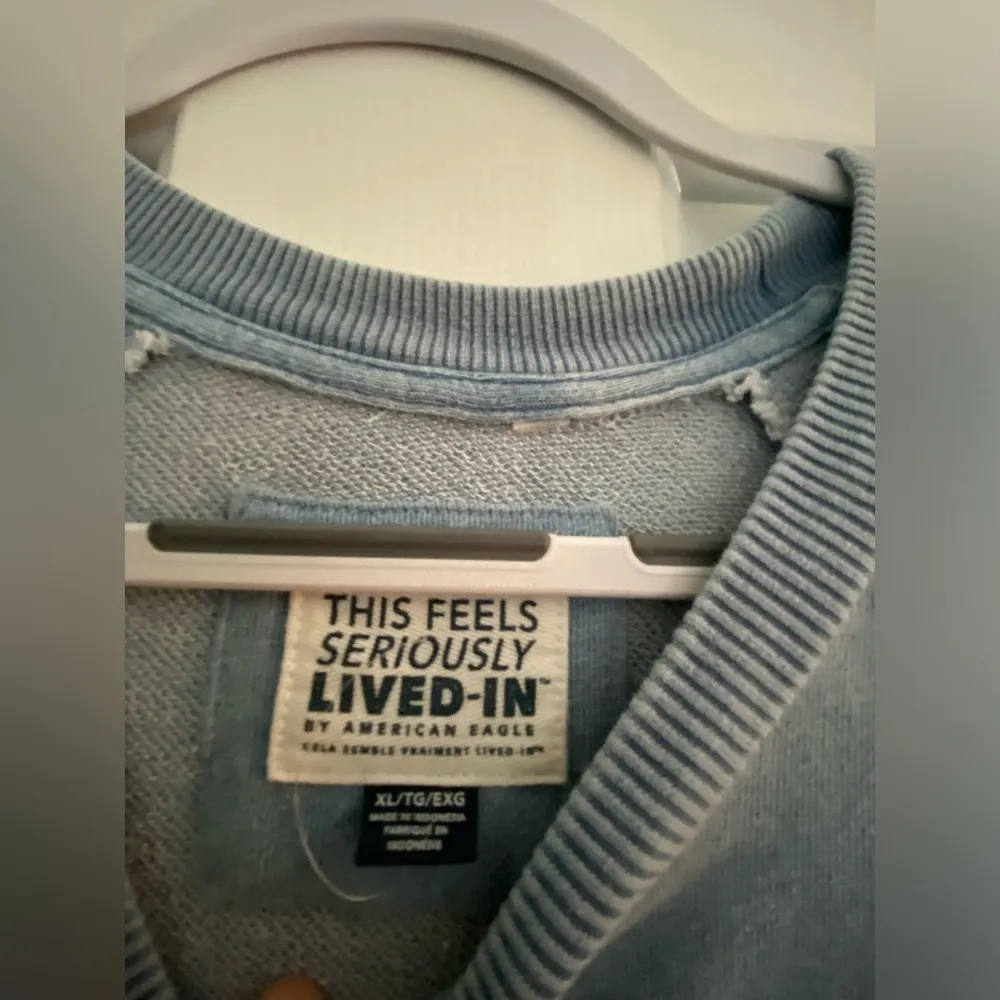 THIS FEELS
SERIOUSLY
LIVED-IN™
BY AMERICAN EAGLE
CELA SEMBLE VRAIMENT LIVED-IN™
XL/TG/EXG
MADE IN INDONESIA
FABRIQUÉ EN
INDONÉSIE